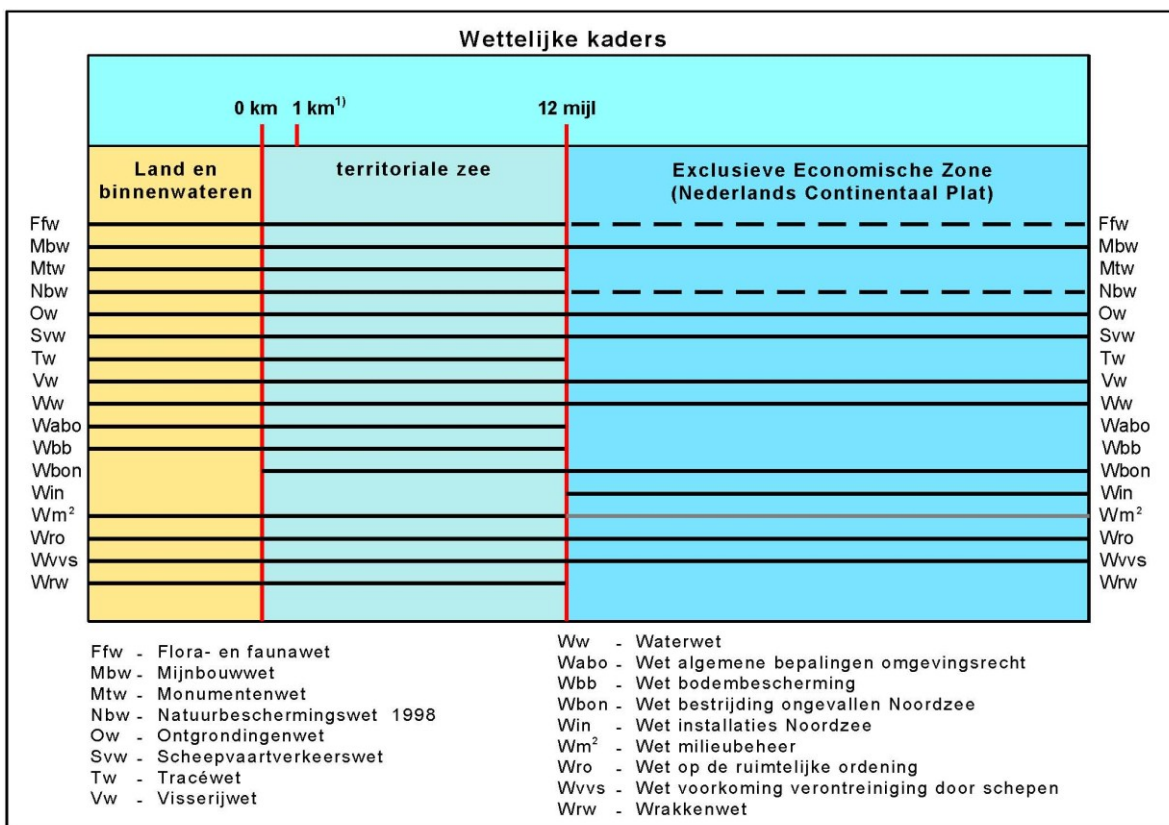 Wettelijke kaders
0 km 1 km¹⁾ 12 mijl
Land en
binnenwateren
territoriale zee
Exclusieve Economische Zone
(Nederlands Continentaal Plat)
Ffw Ffw
Mbw Mbw
Mtw Mtw
Nbw Nbw
Ow Ow
Svw Svw
Tw Tw
Vw Vw
Ww Ww
Wabo Wabo
Wbb Wbb
Wbon Wbon
Win Win
Wm² Wm²
Wro Wro
Wvvs Wvvs
Wrw Wrw
Ffw - Flora- en faunawet
Mbw - Mijnbouwwet
Mtw - Monumentenwet
Nbw - Natuurbeschermingswet 1998
Ow - Ontgrondingenwet
Svw - Scheepvaartverkeerswet
Tw - Tracéwet
Vw - Visserijwet
Ww - Waterwet
Wabo - Wet algemene bepalingen omgevingsrecht
Wbb - Wet bodembescherming
Wbon - Wet bestrijding ongevallen Noordzee
Win - Wet installaties Noordzee
Wm² - Wet milieubeheer
Wro - Wet op de ruimtelijke ordening
Wvvs - Wet voorkoming verontreiniging door schepen
Wrw - Wrakkenwet